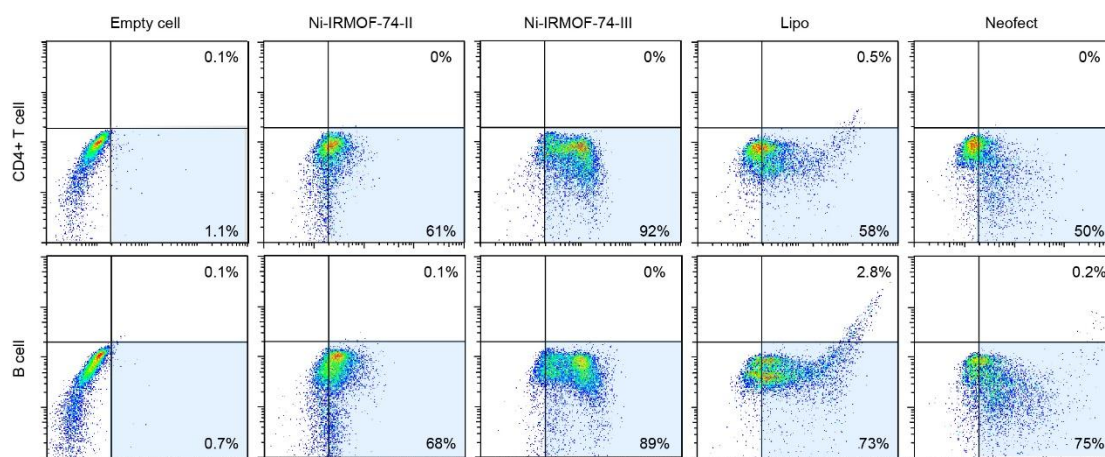 Empty cell Ni-IRMOF-74-II Ni-IRMOF-74-III Lipo Neofect
CD4+ T cell
0.1% 0% 0% 0.5% 0%
1.1% 61% 92% 58% 50%
B cell
0.1% 0.1% 0% 2.8% 0.2%
0.7% 68% 89% 73% 75%